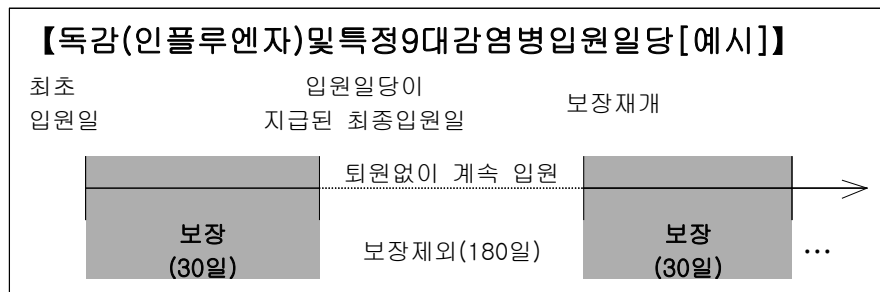 【독감(인플루엔자)및특정9대감염병입원일당[예시]】
최초
입원일
입원일당이
지급된 최종입원일
보장재개
퇴원없이 계속 입원
보장
(30일)
보장제외(180일)
보장
(30일)
…